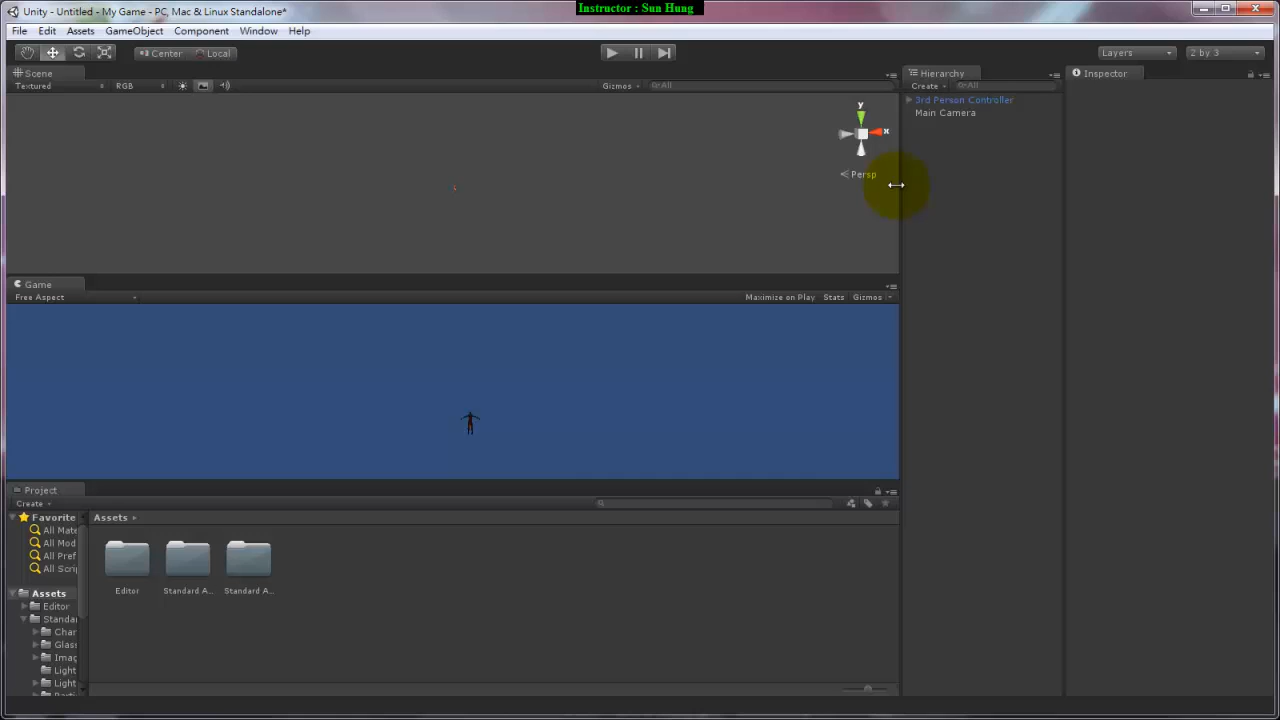 Unity - Untitled - My Game - PC, Mac & Linux Standalone*
Instructor : Sun Hung
File Edit Assets GameObject Component Window Help
Center Local
Layers 2 by 3
Scene
Hierarchy
Inspector
Textured RGB
Gizmos All
Create All
3rd Person Controller
Main Camera
y
x
Persp
Game
Free Aspect
Maximize on Play Stats Gizmos
Project
Create
Favorite
Assets
All Mate
All Mod
All Pref
All Scrip
Assets
Editor
Standa
Char
Glass
Imag
Light
Light
Editor
Standard A...
Standard A...